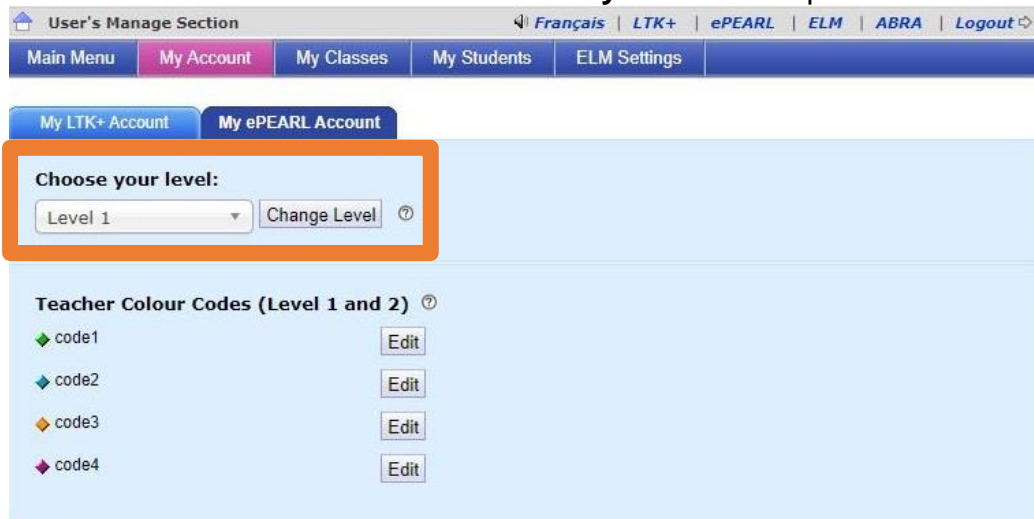 User's Manage Section Français | LTK+ | ePEARL | ELM | ABRA | Logout
Main Menu My Account My Classes My Students ELM Settings
My LTK+ Account My ePEARL Account
Choose your level:
Level 1 Change Level ?
Teacher Colour Codes (Level 1 and 2) ?
code1 Edit
code2 Edit
code3 Edit
code4 Edit